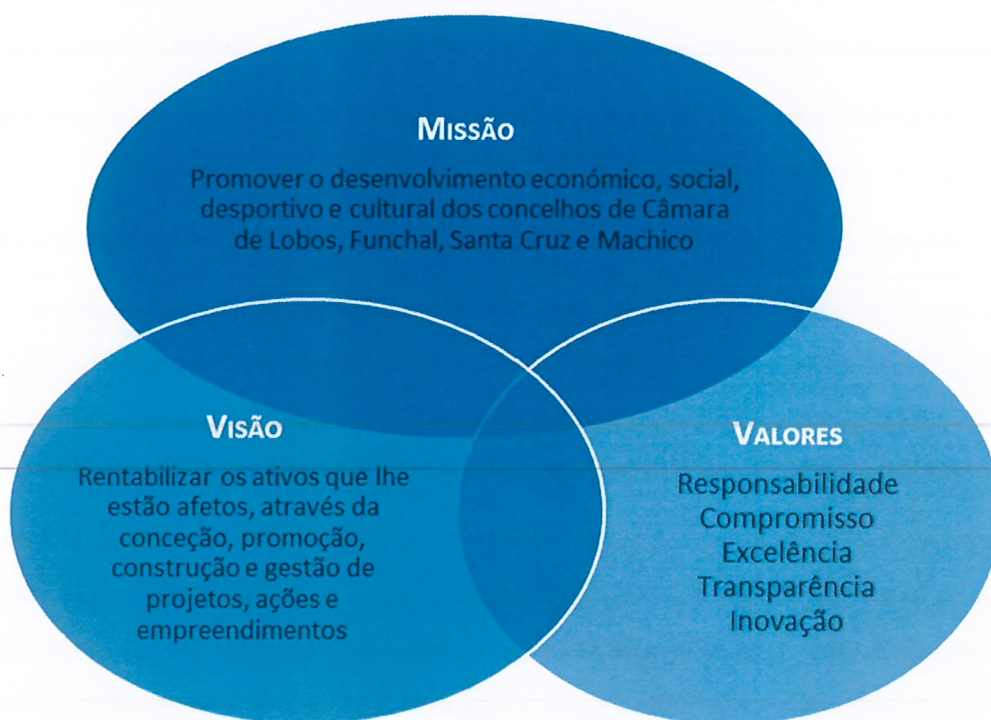 MISSÃO
Promover o desenvolvimento económico, social,
desportivo e cultural dos concelhos de Câmara
de Lobos, Funchal, Santa Cruz e Machico
VISÃO
Rentabilizar os ativos que lhe
estão afetos, através da
conceção, promoção,
construção e gestão de
projetos, ações e
empreendimentos
VALORES
Responsabilidade
Compromisso
Excelência
Transparência
Inovação